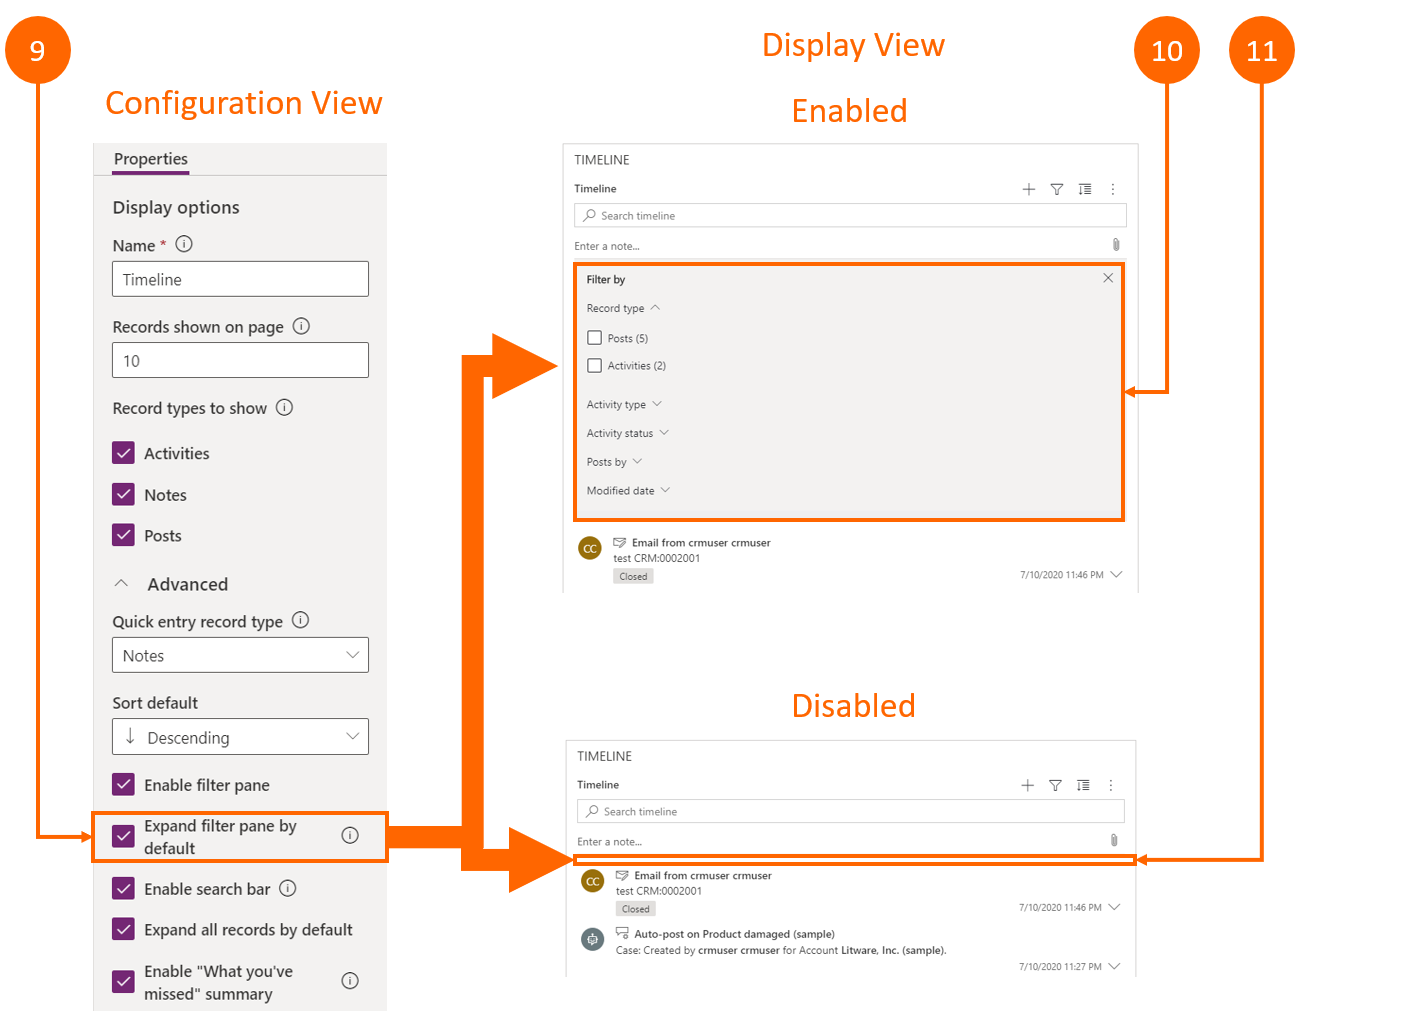 9
Configuration View
Properties
Display options
Name *
Timeline
Records shown on page
10
Record types to show
Activities
Notes
Posts
Advanced
Quick entry record type
Notes
Sort default
Descending
Enable filter pane
Expand filter pane by
default
Enable search bar
Expand all records by default
Enable "What you've
missed" summary
Display View
10
11
Enabled
TIMELINE
Timeline
Search timeline
Enter a note...
Filter by
Record type
Posts (5)
Activities (2)
Activity type
Activity status
Posts by
Modified date
CC
Email from crmuser crmuser
test CRM:0002001
Closed
7/10/2020 11:46 PM
Disabled
TIMELINE
Timeline
Search timeline
Enter a note...
CC
Email from crmuser crmuser
test CRM:0002001
Closed
7/10/2020 11:46 PM
Auto-post on Product damaged (sample)
Case: Created by crmuser crmuser for Account Litware, Inc. (sample).
7/10/2020 11:27 PM